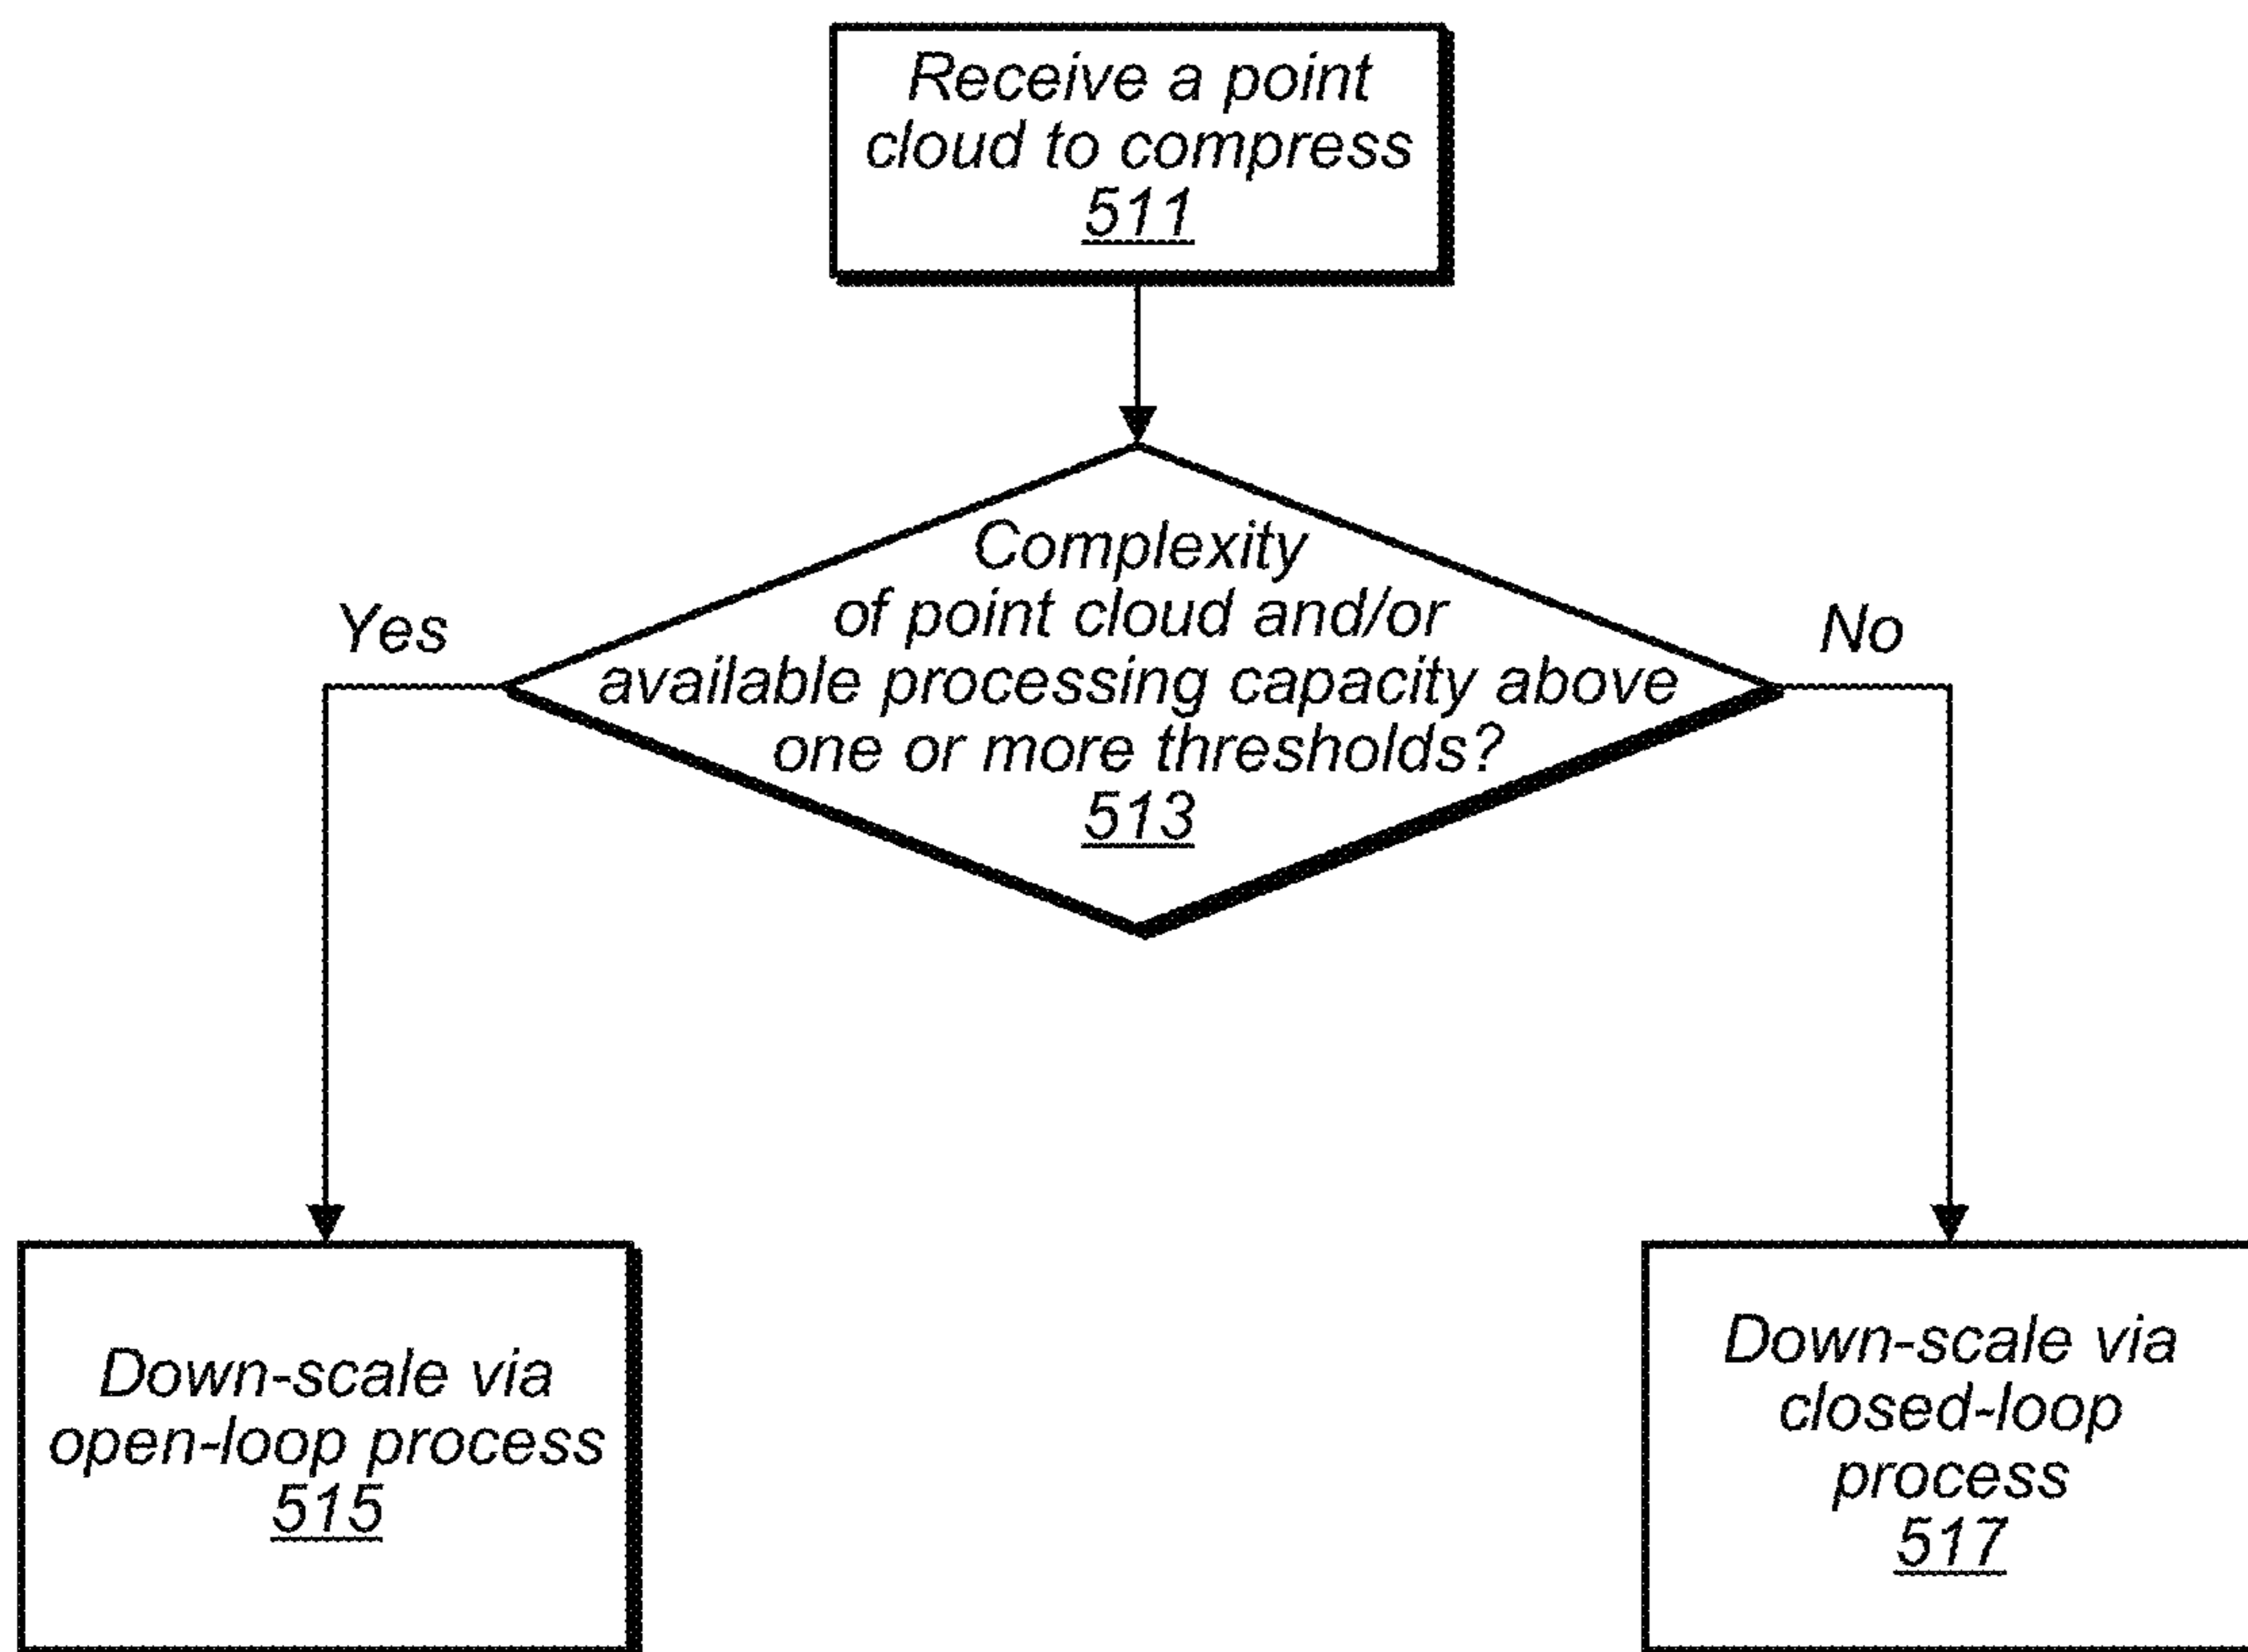 Receive a point
cloud to compress
511
Complexity
of point cloud and/or
available processing capacity above
one or more thresholds?
513
Yes
No
Down-scale via
open-loop process
515
Down-scale via
closed-loop
process
517